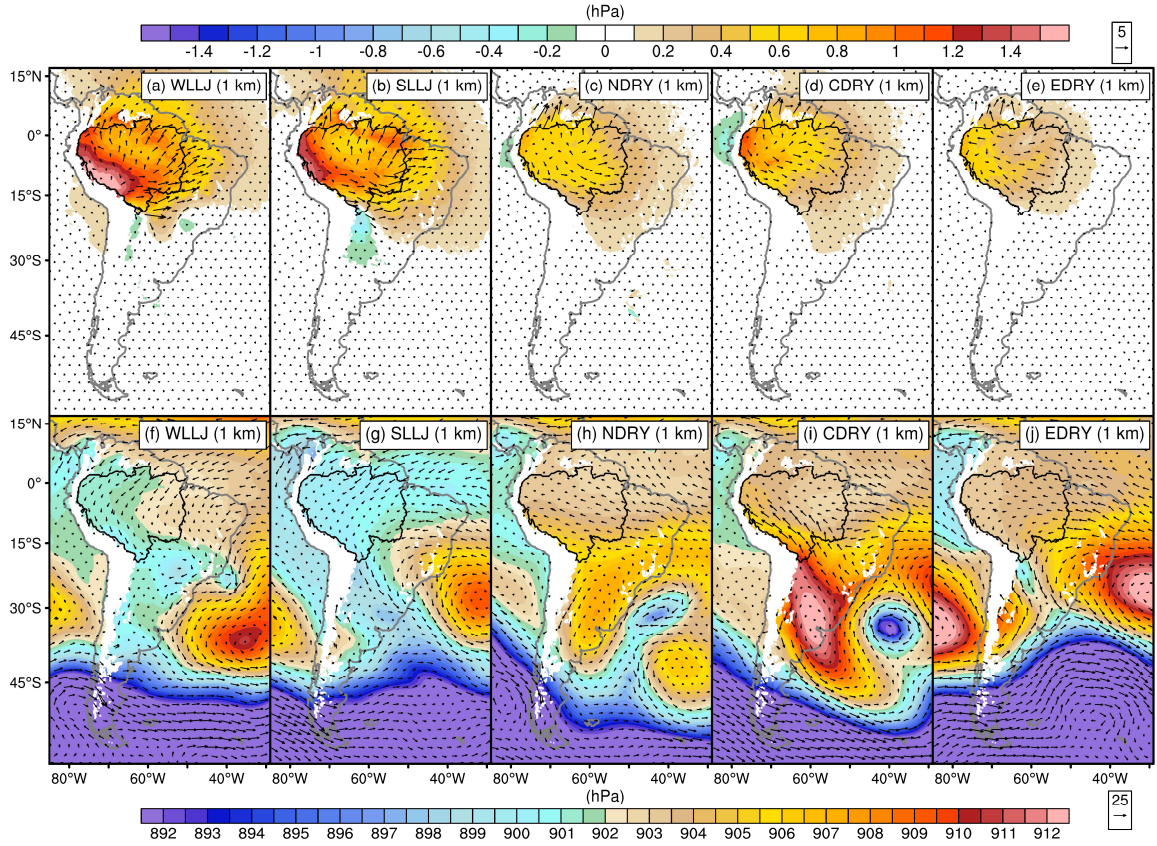 (hPa)
-1.4 -1.2 -1 -0.8 -0.6 -0.4 -0.2 0 0.2 0.4 0.6 0.8 1 1.2 1.4
5
15°N
0°
15°S
30°S
45°S
(a) WLLJ (1 km)
(b) SLLJ (1 km)
(c) NDRY (1 km)
(d) CDRY (1 km)
(e) EDRY (1 km)
15°N
0°
15°S
30°S
45°S
(f) WLLJ (1 km)
(g) SLLJ (1 km)
(h) NDRY (1 km)
(i) CDRY (1 km)
(j) EDRY (1 km)
80°W 60°W 40°W 80°W 60°W 40°W 80°W 60°W 40°W 80°W 60°W 40°W 80°W 60°W 40°W
(hPa)
892 893 894 895 896 897 898 899 900 901 902 903 904 905 906 907 908 909 910 911 912
25